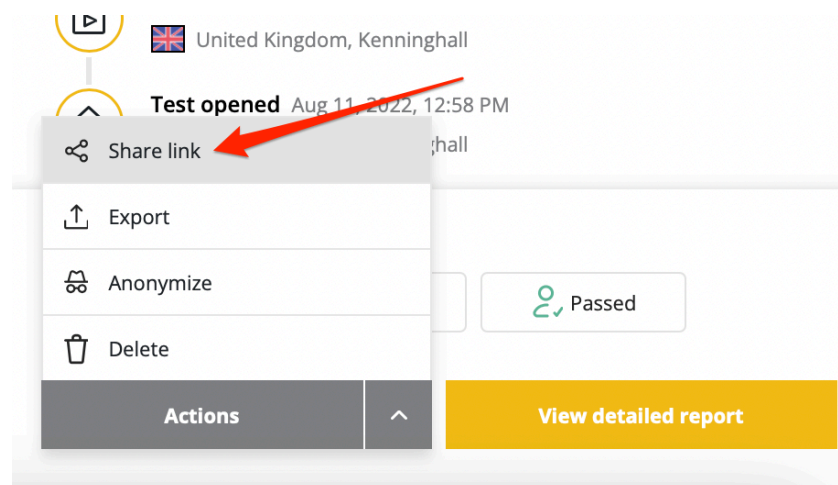 United Kingdom, Kenninghall
Test opened Aug 11, 2022, 12:58 PM
Share link
Export
Anonymize
Passed
Delete
Actions
View detailed report